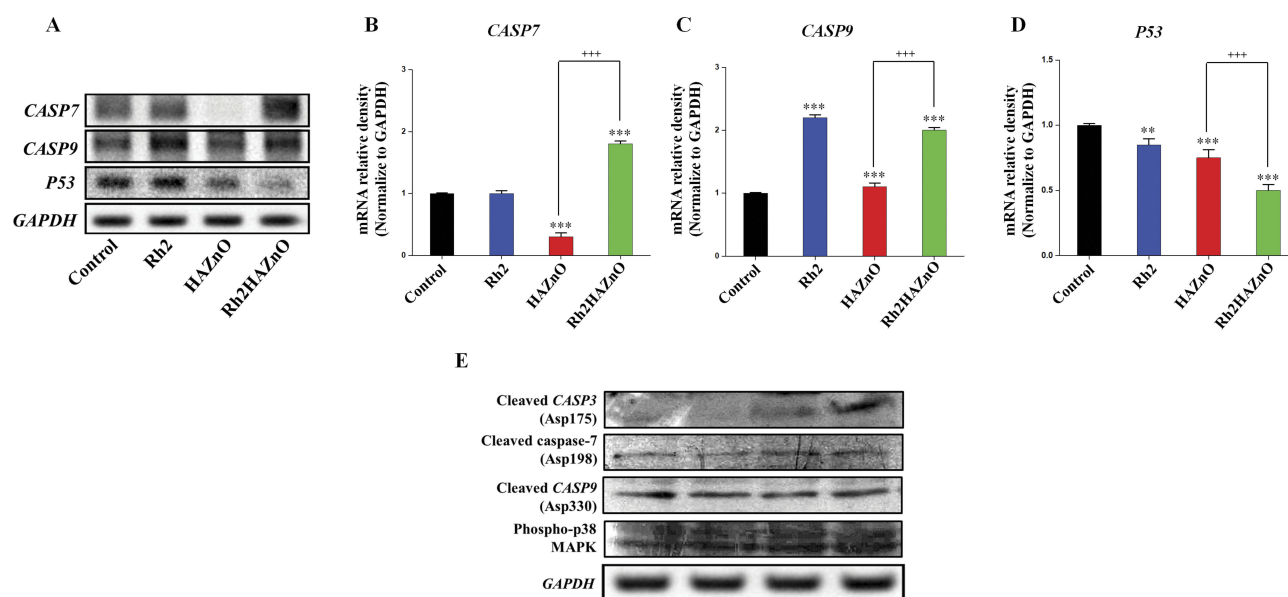 A
CASP7
CASP9
P53
GAPDH
Control
Rh2
HAZnO
Rh2HAZnO
B
CASP7
mRNA relative density
(Normalize to GAPDH)
3
2
1
0
***
+++
***
Control
Rh2
HAZnO
Rh2HAZnO
C
CASP9
mRNA relative density
(Normalize to GAPDH)
3
2
1
0
***
+++
***
Control
Rh2
HAZnO
Rh2HAZnO
D
P53
mRNA relative density
(Normalize to GAPDH)
1.5
1.0
0.5
0.0
**
***
+++
***
Control
Rh2
HAZnO
Rh2HAZnO
E
Cleaved CASP3
(Asp175)
Cleaved caspase-7
(Asp198)
Cleaved CASP9
(Asp330)
Phospho-p38
MAPK
GAPDH